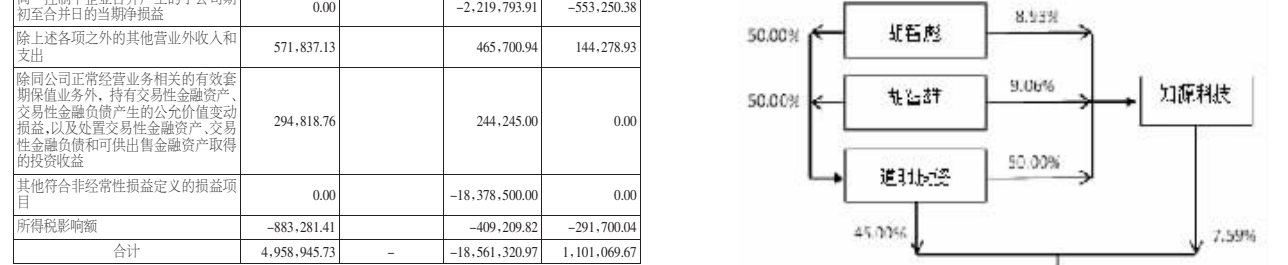 初至合并日的当期净损益
0.00
-2,219,793.91
-553,250.38
除上述各项之外的其他营业外收入和
支出
571,837.13
465,700.94
144,278.93
除同公司正常经营业务相关的有效套
期保值业务外，持有交易性金融资产、
交易性金融负债产生的公允价值变动
损益，以及处置交易性金融资产、交易
性金融负债和可供出售金融资产取得
的投资收益
294,818.76
244,245.00
0.00
其他符合非经常性损益定义的损益项
目
0.00
-18,378,500.00
0.00
所得税影响额
-883,281.41
-409,209.82
-291,700.04
合计
4,958,945.73
-
-18,561,320.97
1,101,069.67
50.00%
8.93%
50.00%
9.06%
知源科技
50.00%
45.00%
7.59%